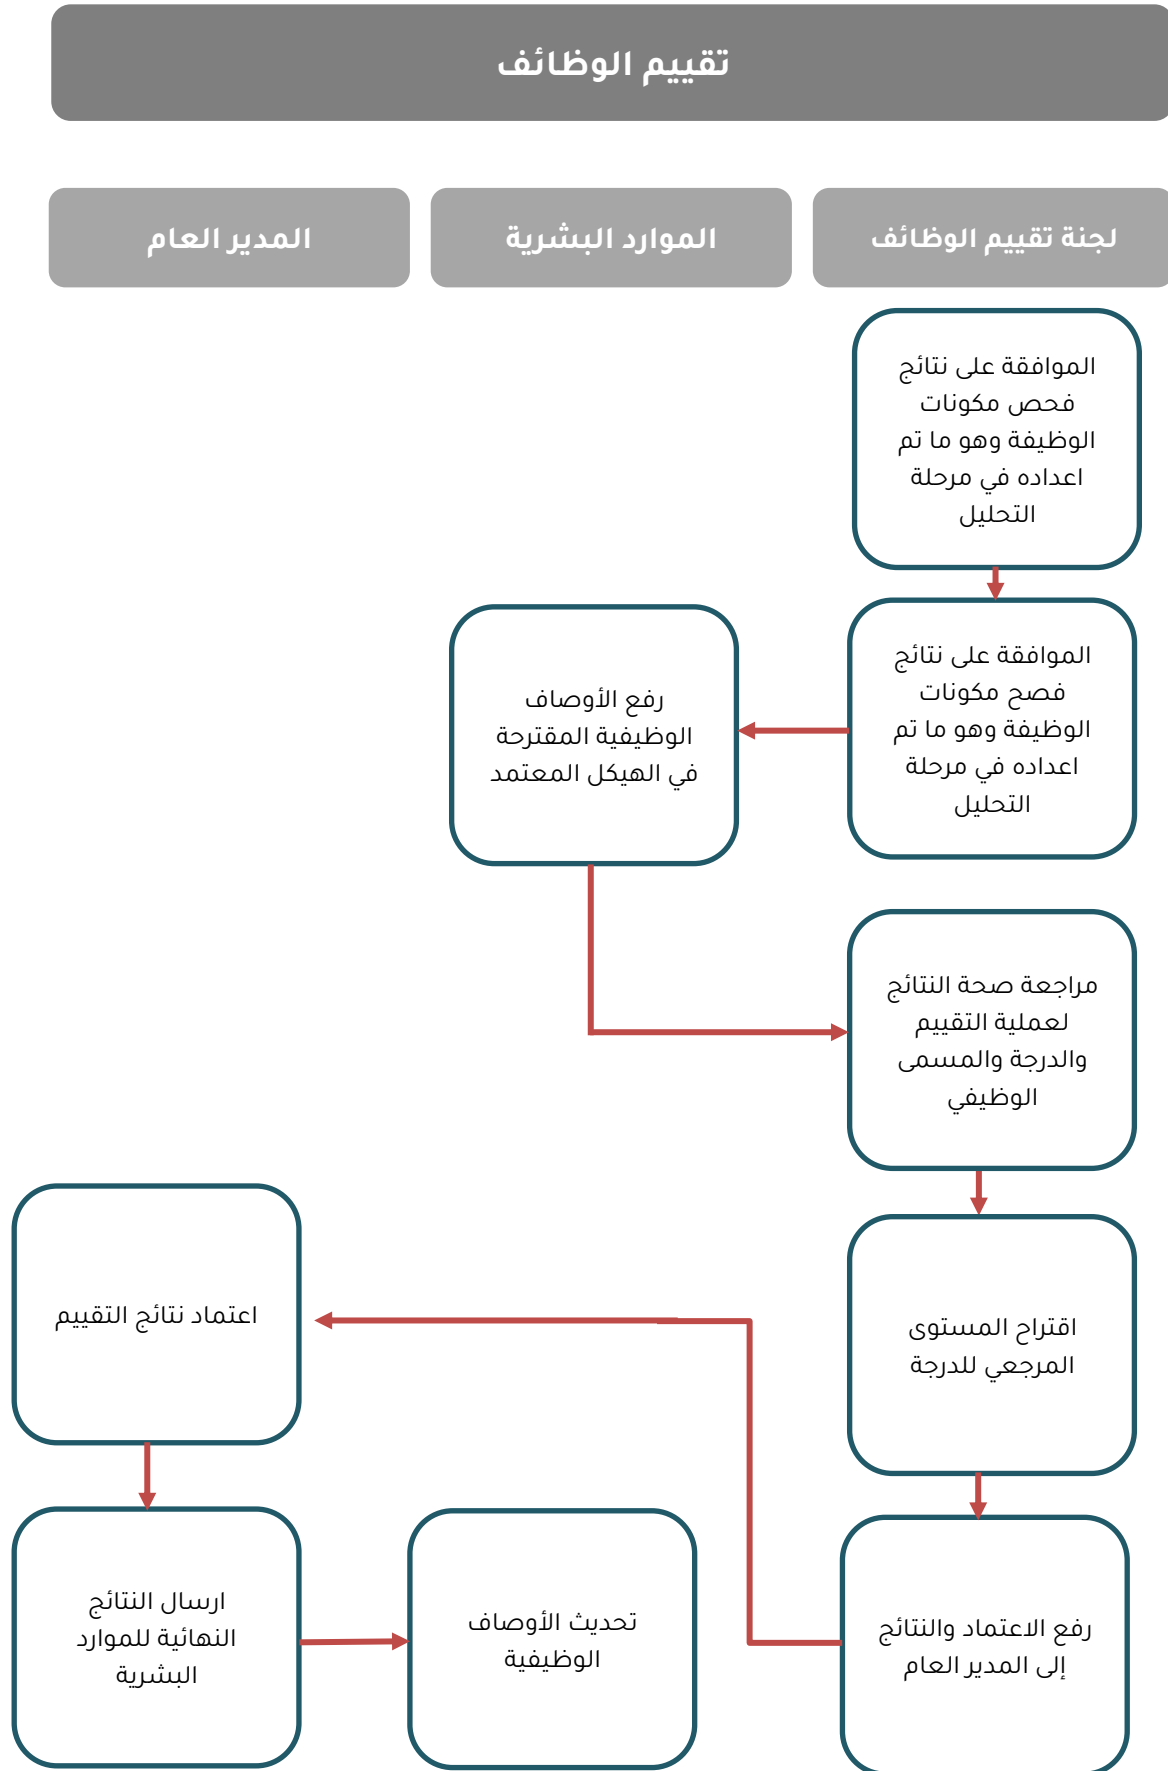 تقييم الوظائف
لجنة تقييم الوظائف
الموارد البشرية
المدير العام
الموافقة على نتائج
فحص مكونات
الوظيفة وهو ما تم
اعداده في مرحلة
التحليل
الموافقة على نتائج
فصح مكونات
الوظيفة وهو ما تم
اعداده في مرحلة
التحليل
رفع الأوصاف
الوظيفية المقترحة
في الهيكل المعتمد
مراجعة صحة النتائج
لعملية التقييم
والدرجة والمسمى
الوظيفي
اقتراح المستوى
المرجعي للدرجة
رفع الاعتماد والنتائج
إلى المدير العام
اعتماد نتائج التقييم
ارسال النتائج
النهائية للموارد
البشرية
تحديث الأوصاف
الوظيفية